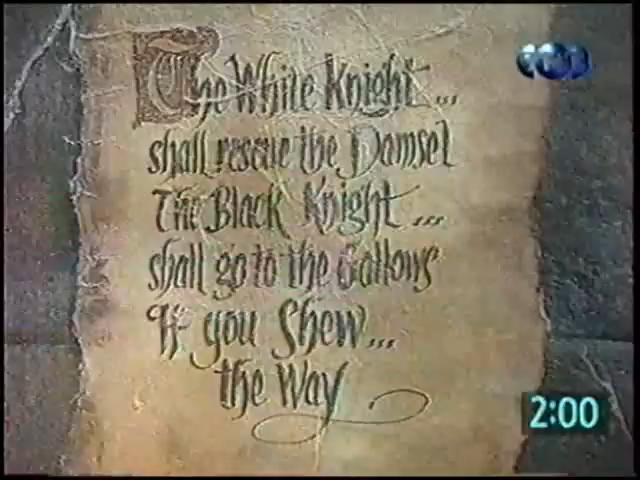 The White Knight...
shall rescue the Damsel
The Black Knight...
shall go to the Gallows
If you Shew...
the Way
2:00